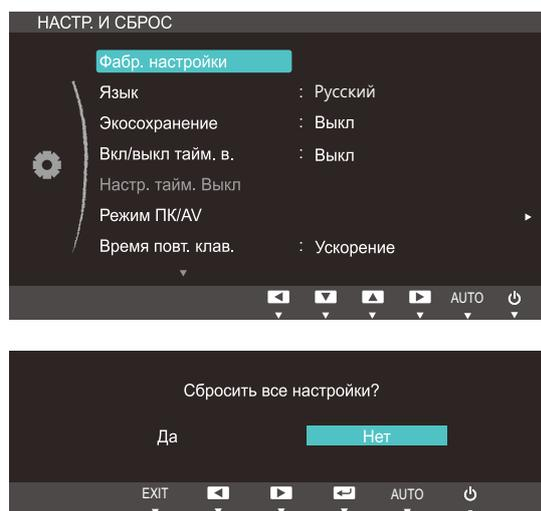 НАСТР. И СБРОС
Фабр. настройки
Язык : Русский
Экосохранение : Выкл
Вкл/выкл тайм. в. : Выкл
Настр. тайм. Выкл
Режим ПК/AV
Время повт. клав. : Ускорение
AUTO
Сбросить все настройки?
Да Нет
EXIT AUTO